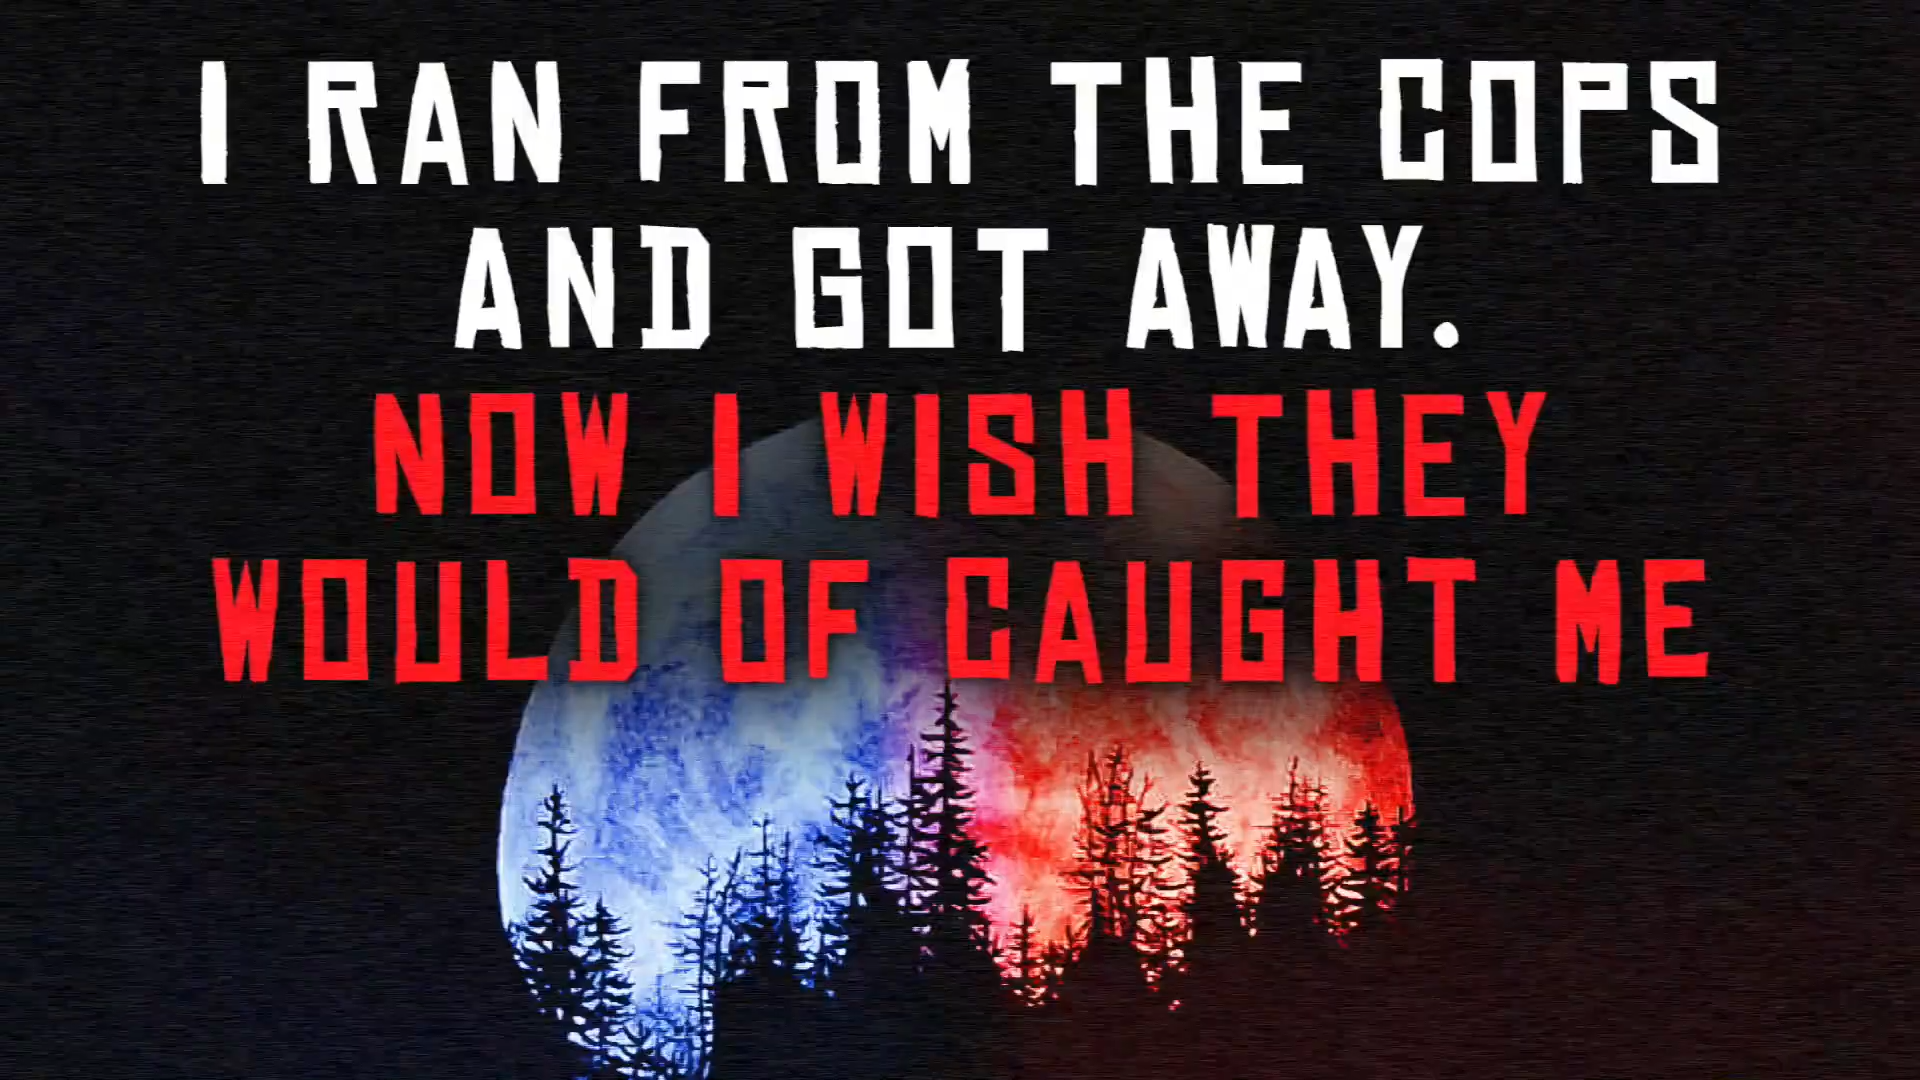 I RAN FROM THE COPS
AND GOT AWAY.
NOW I WISH THEY
WOULD OF CAUGHT ME